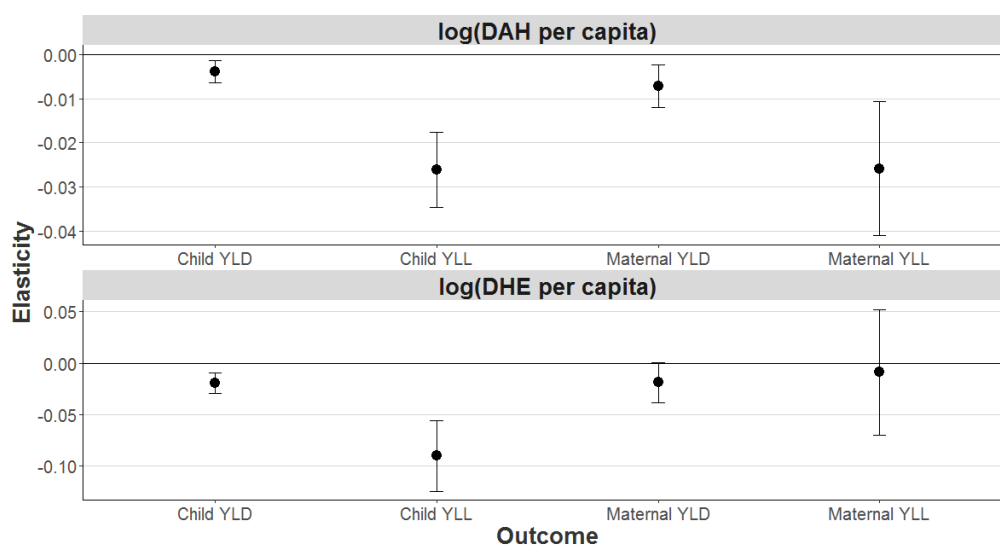 log(DAH per capita)
0.00
-0.01
-0.02
-0.03
-0.04
Child YLD Child YLL Maternal YLD Maternal YLL
log(DHE per capita)
0.05
0.00
-0.05
-0.10
Child YLD Child YLL Maternal YLD Maternal YLL
Elasticity
Outcome